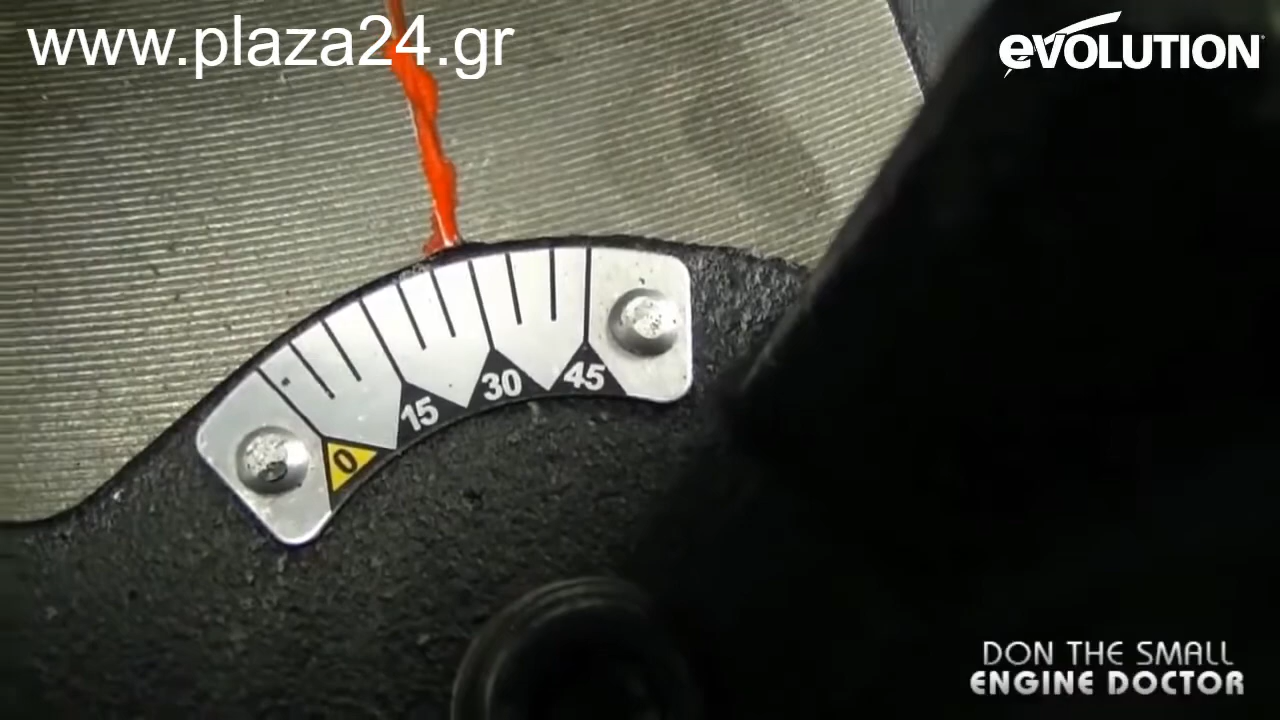 www.plaza24.gr
eVOLUTION
0
15
30
45
DON THE SMALL
ENGINE DOCTOR